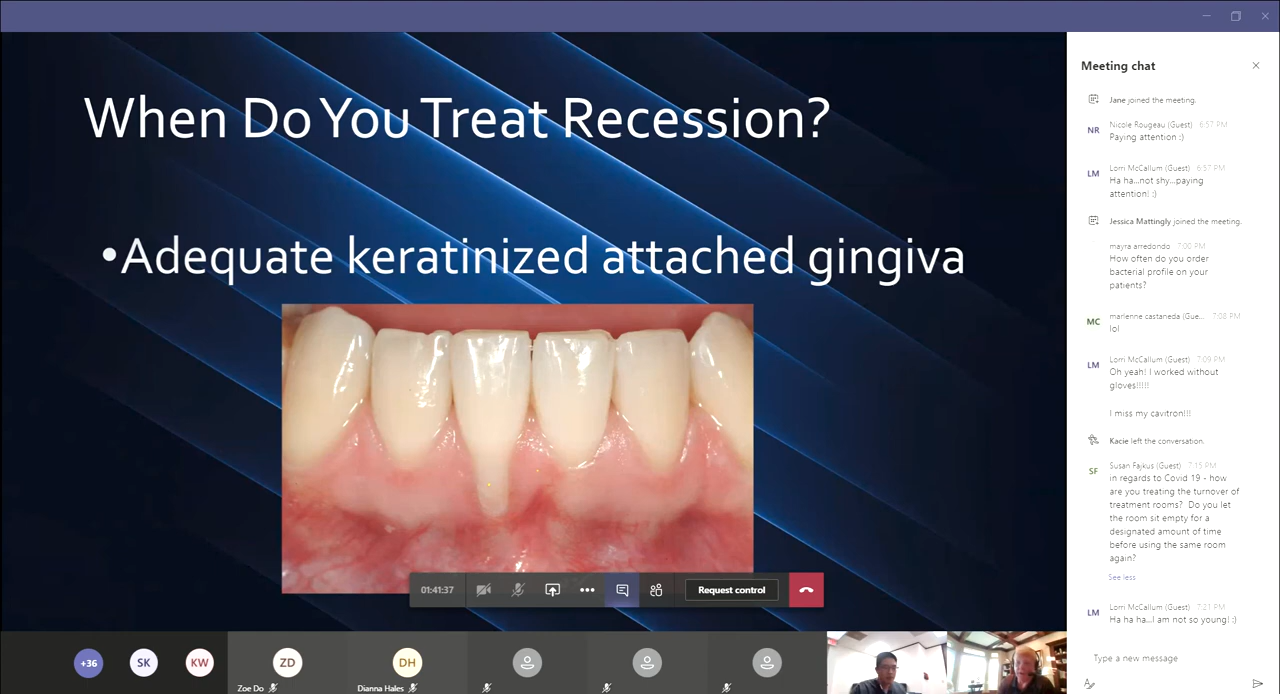 When Do You Treat Recession?
•Adequate keratinized attached gingiva
01:41:37
Request control
+36
SK
KW
ZD
Zoe Do
DH
Dianna Hales
Meeting chat
Jane joined the meeting.
NR
Nicole Rougeau (Guest) 6:57 PM
Paying attention :)
LM
Lorri McCallum (Guest) 6:57 PM
Ha ha...not shy...paying
attention! :)
Jessica Mattingly joined the meeting.
mayra arredondo 7:00 PM
How often do you order
bacterial profile on your
patients?
MC
marlenne castaneda (Gue... 7:08 PM
lol
LM
Lorri McCallum (Guest) 7:09 PM
Oh yeah! I worked without
gloves!!!!!
I miss my cavitron!!!
Kacie left the conversation.
SF
Susan Fajkus (Guest) 7:15 PM
in regards to Covid 19 - how
are you treating the turnover of
treatment rooms? Do you let
the room sit empty for a
designated amount of time
before using the same room
again?
See less
LM
Lorri McCallum (Guest) 7:21 PM
Ha ha ha...I am not so young! :)
Type a new message